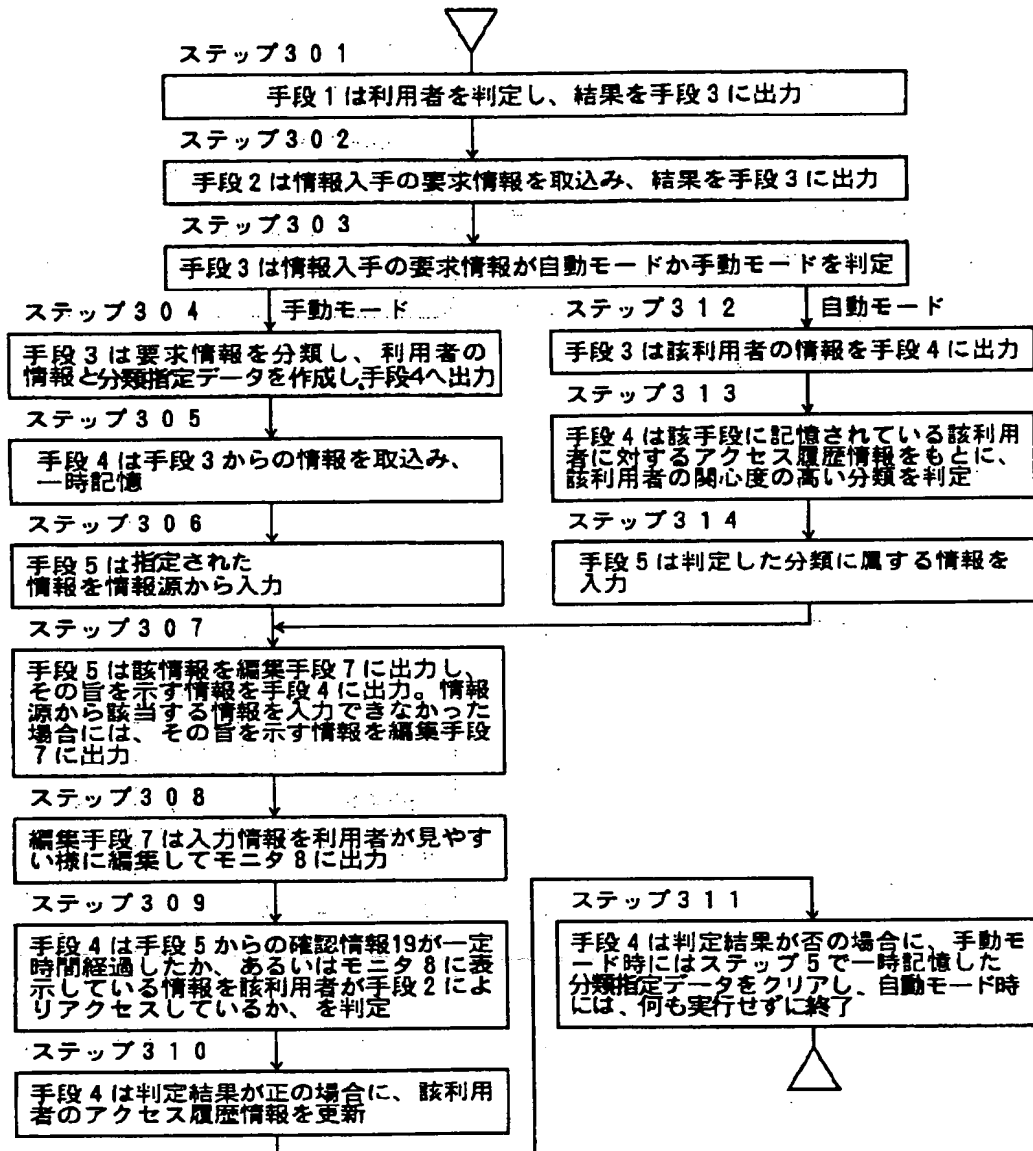 ステップ301
手段1は利用者を判定し、結果を手段3に出力
ステップ302
手段2は情報入手の要求情報を取込み、結果を手段3に出力
ステップ303
手段3は情報入手の要求情報が自動モードか手動モードを判定
ステップ304
手動モード
手段3は要求情報を分類し、利用者の
情報と分類指定データを作成し、手段4へ出力
ステップ305
手段4は手段3からの情報を取込み、
一時記憶
ステップ306
手段5は指定された
情報を情報源から入力
ステップ312
自動モード
手段3は該利用者の情報を手段4に出力
ステップ313
手段4は該手段に記憶されている該利用
者に対するアクセス履歴情報をもとに、
該利用者の関心度の高い分類を判定
ステップ314
手段5は判定した分類に属する情報を
入力
ステップ307
手段5は該情報を編集手段7に出力し、
その旨を示す情報を手段4に出力。情報
源から該当する情報を入力できなかった
場合には、その旨を示す情報を編集手段
7に出力
ステップ308
編集手段7は入力情報を利用者が見やす
い様に編集してモニタ8に出力
ステップ309
手段4は手段5からの確認情報19が一定
時間経過したか、あるいはモニタ8に表
示している情報を該利用者が手段2によ
りアクセスしているか、を判定
ステップ310
手段4は判定結果が正の場合に、該利用
者のアクセス履歴情報を更新
ステップ311
手段4は判定結果が否の場合に、手動モ
ード時にはステップ5で一時記憶した
分類指定データをクリアし、自動モード時
には、何も実行せずに終了